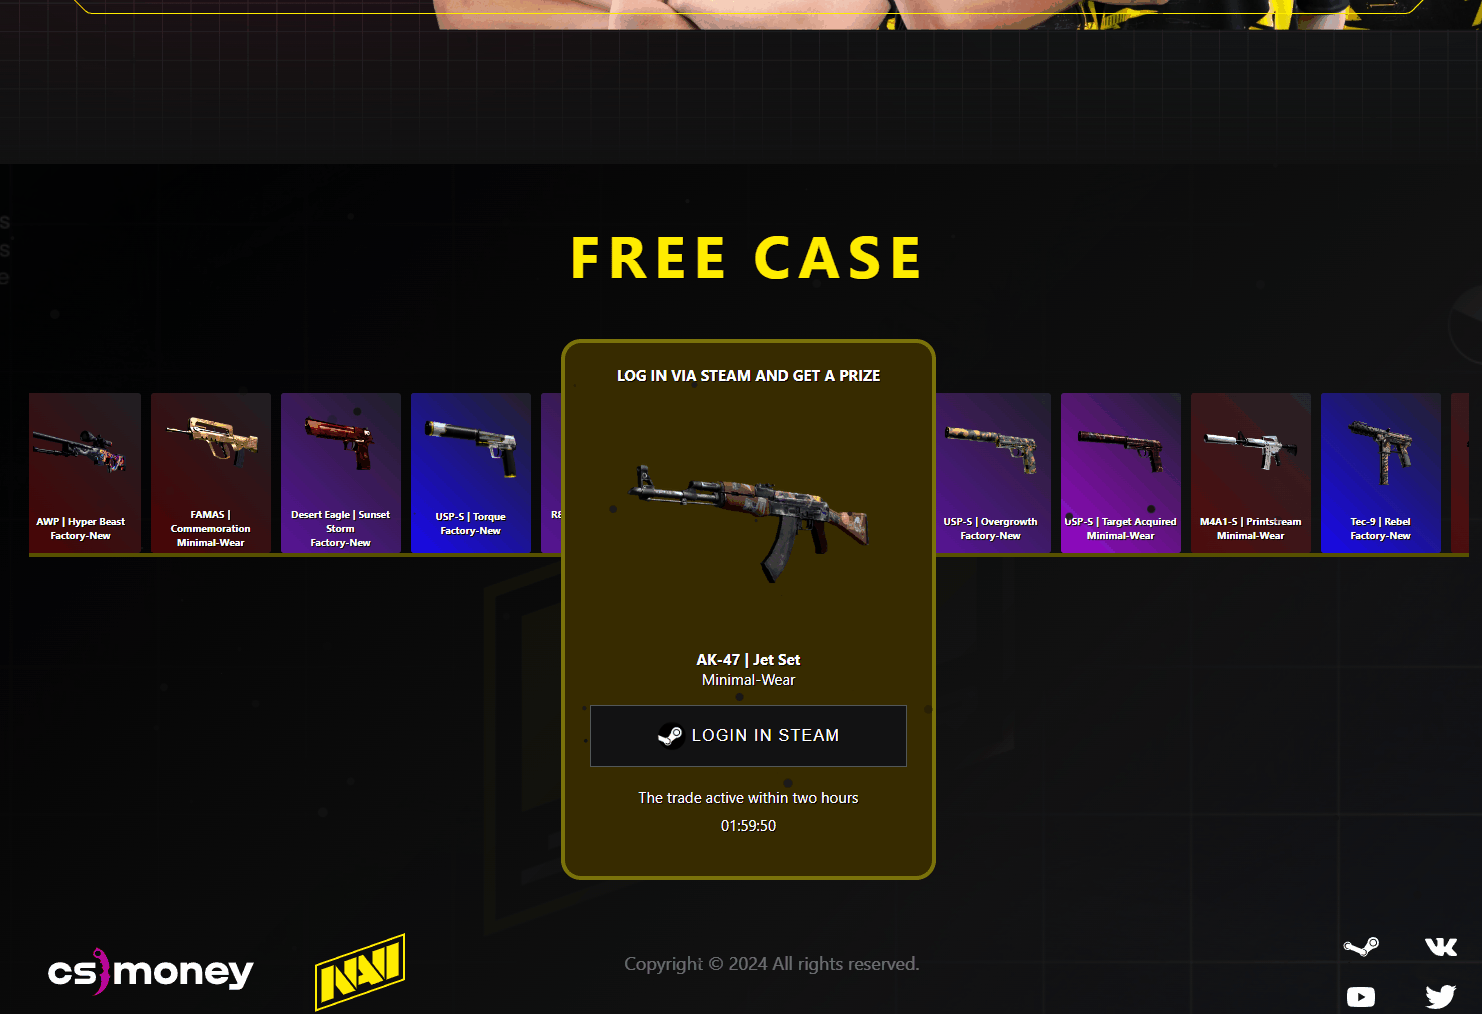 s
s
e
FREE CASE
LOG IN VIA STEAM AND GET A PRIZE
AWP | Hyper Beast
Factory-New
FAMAS |
Commemoration
Minimal-Wear
Desert Eagle | Sunset
Storm
Factory-New
USP-S | Torque
Factory-New
USP-S | Overgrowth
Factory-New
USP-S | Target Acquired
Minimal-Wear
M4A1-S | Printstream
Minimal-Wear
Tec-9 | Rebel
Factory-New
AK-47 | Jet Set
Minimal-Wear
LOGIN IN STEAM
The trade active within two hours
01:59:50
cs money
NAVI
Copyright © 2024 All rights reserved.